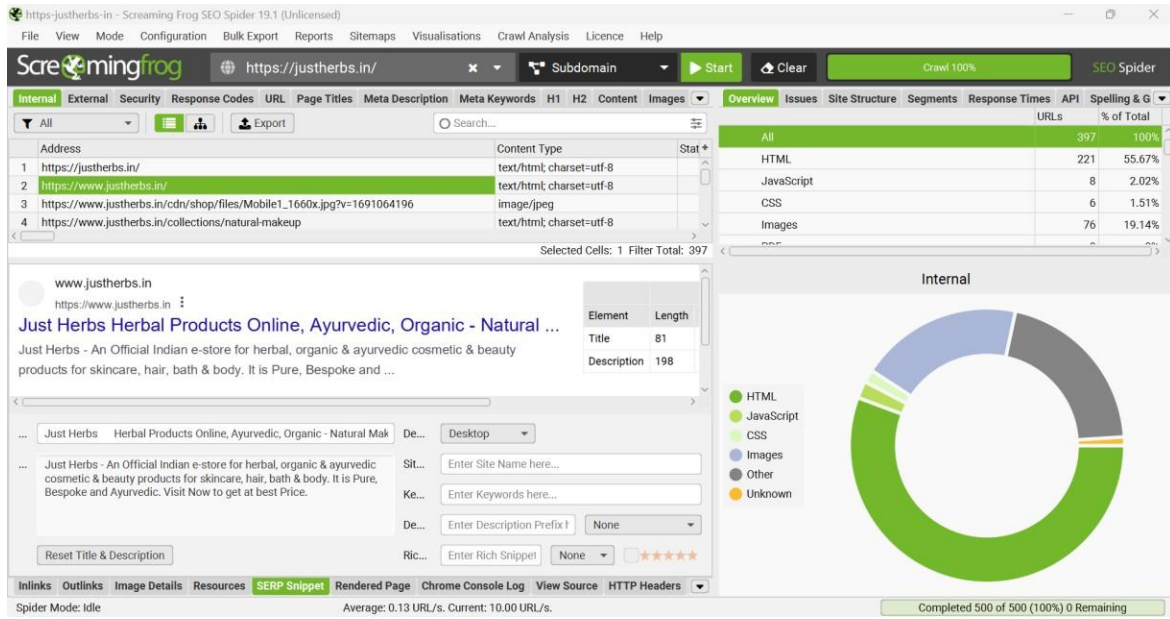 https-justherbs-in - Screaming Frog SEO Spider 19.1 (Unlicensed)
File View Mode Configuration Bulk Export Reports Sitemaps Visualisations Crawl Analysis Licence Help
Screamingfrog https://justherbs.in/ Subdomain Start Clear Crawl 100% SEO Spider
Internal External Security Response Codes URL Page Titles Meta Description Meta Keywords H1 H2 Content Images
Overview Issues Site Structure Segments Response Times API Spelling & G
All Export Search...
Address Content Type Stat
1 https://justherbs.in/ text/html; charset=utf-8
2 https://www.justherbs.in/ text/html; charset=utf-8
3 https://www.justherbs.in/cdn/shop/files/Mobile1_1660x.jpg?v=1691064196 image/jpeg
4 https://www.justherbs.in/collections/natural-makeup text/html; charset=utf-8
Selected Cells: 1 Filter Total: 397
URLs % of Total
All 397 100%
HTML 221 55.67%
JavaScript 8 2.02%
CSS 6 1.51%
Images 76 19.14%
www.justherbs.in
https://www.justherbs.in
Just Herbs Herbal Products Online, Ayurvedic, Organic - Natural ...
Just Herbs - An Official Indian e-store for herbal, organic & ayurvedic cosmetic & beauty
products for skincare, hair, bath & body. It is Pure, Bespoke and ...
Element Length
Title 81
Description 198
... Just Herbs Herbal Products Online, Ayurvedic, Organic - Natural Mak
... Just Herbs - An Official Indian e-store for herbal, organic & ayurvedic
cosmetic & beauty products for skincare, hair, bath & body. It is Pure,
Bespoke and Ayurvedic. Visit Now to get at best Price.
Reset Title & Description
De... Desktop
Sit... Enter Site Name here...
Ke... Enter Keywords here...
De... Enter Description Prefix None
Ric... Enter Rich Snippet None
Internal
HTML
JavaScript
CSS
Images
Other
Unknown
Inlinks Outlinks Image Details Resources SERP Snippet Rendered Page Chrome Console Log View Source HTTP Headers
Spider Mode: Idle Average: 0.13 URL/s. Current: 10.00 URL/s. Completed 500 of 500 (100%) 0 Remaining